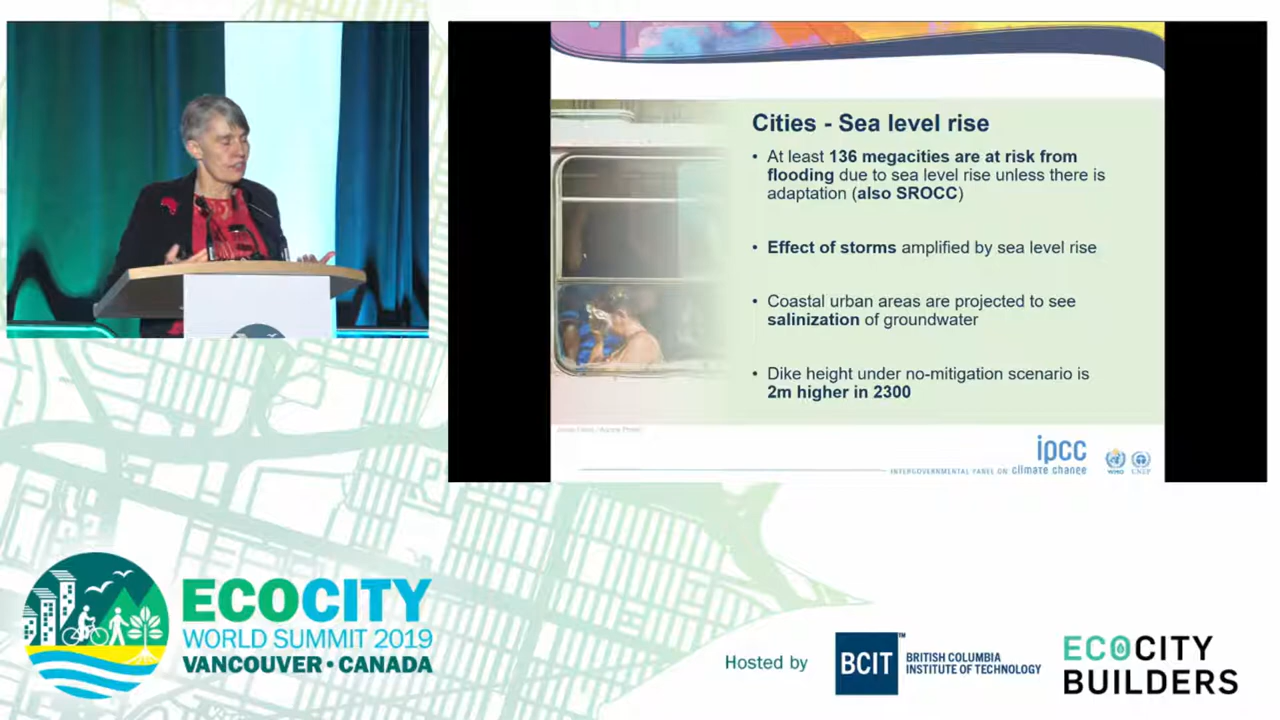 Cities - Sea level rise
• At least 136 megacities are at risk from
flooding due to sea level rise unless there is
adaptation (also SROCC)
• Effect of storms amplified by sea level rise
• Coastal urban areas are projected to see
salinization of groundwater
• Dike height under no-mitigation scenario is
2m higher in 2300
ipcc
INTERGOVERNMENTAL PANEL ON climate change
WMO UNEP
ECOCITY
WORLD SUMMIT 2019
VANCOUVER • CANADA
Hosted by
BCIT™
BRITISH COLUMBIA
INSTITUTE OF TECHNOLOGY
ECOCITY
BUILDERS